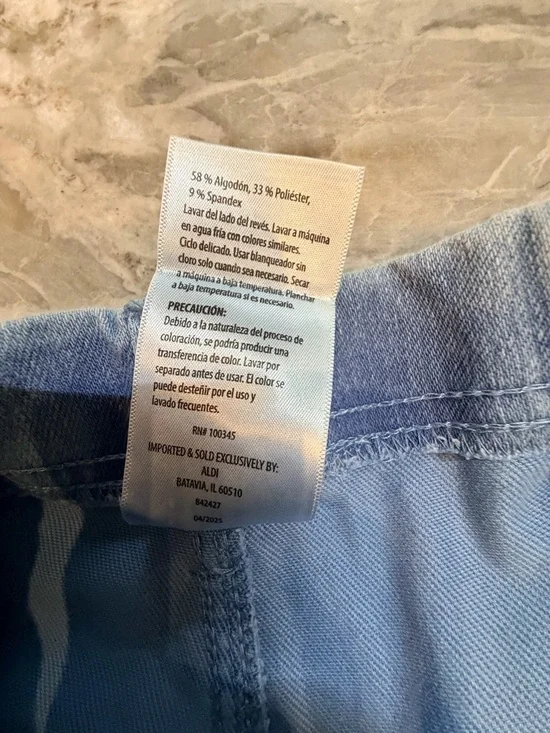 58 % Algodón, 33 % Poliéster,
9 % Spandex
Lavar del lado del revés. Lavar a máquina
en agua fría con colores similares.
Ciclo delicado. Usar blanqueador sin
cloro solo cuando sea necesario. Secar
a máquina a baja temperatura. Planchar
a baja temperatura si es necesario.
PRECAUCIÓN:
Debido a la naturaleza del proceso de
coloración, se podría producir una
transferencia de color. Lavar por
separado antes de usar. El color se
puede desteñir por el uso y
lavado frecuentes.
RN# 100345
IMPORTED & SOLD EXCLUSIVELY BY:
ALDI
BATAVIA, IL 60510
842427
04/2025